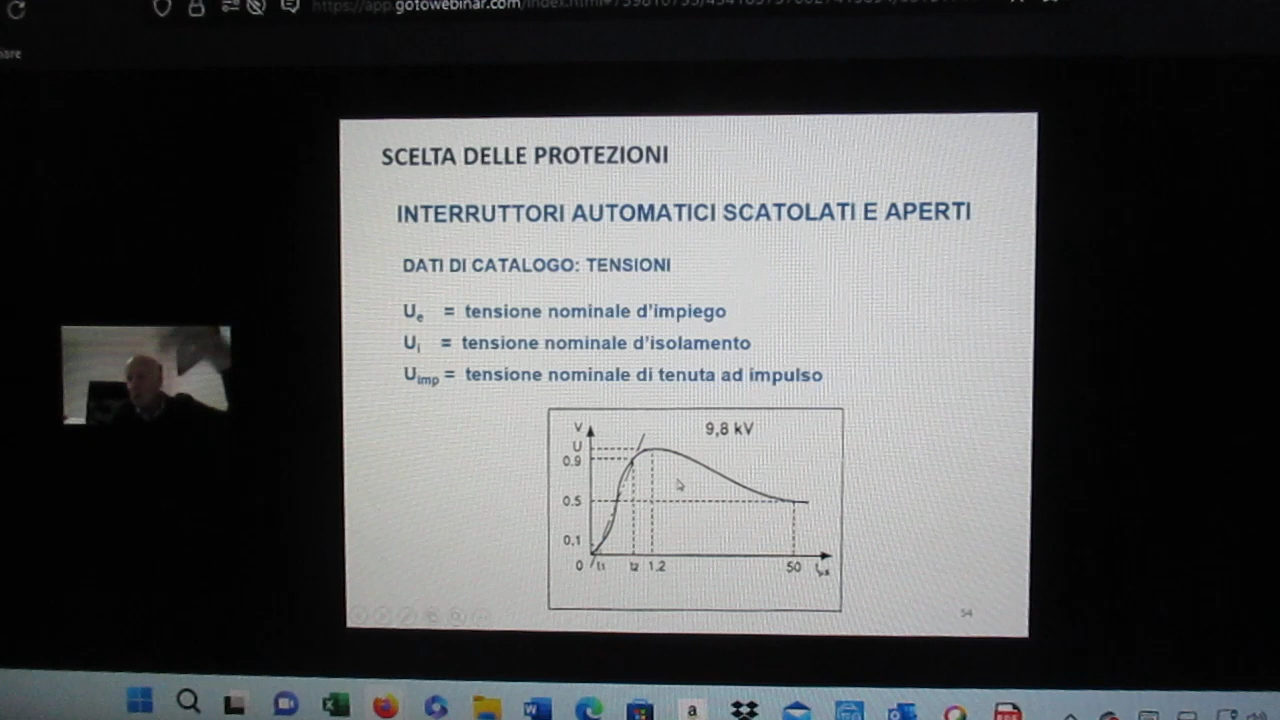 gotowebinar.com
SCELTA DELLE PROTEZIONI
INTERRUTTORI AUTOMATICI SCATOLATI E APERTI
DATI DI CATALOGO: TENSIONI
Ue = tensione nominale d'impiego
Ui = tensione nominale d'isolamento
Uimp = tensione nominale di tenuta ad impulso
9,8 kV
V
U
0.9
0.5
0.1
0 t1 t2 1.2 50
54